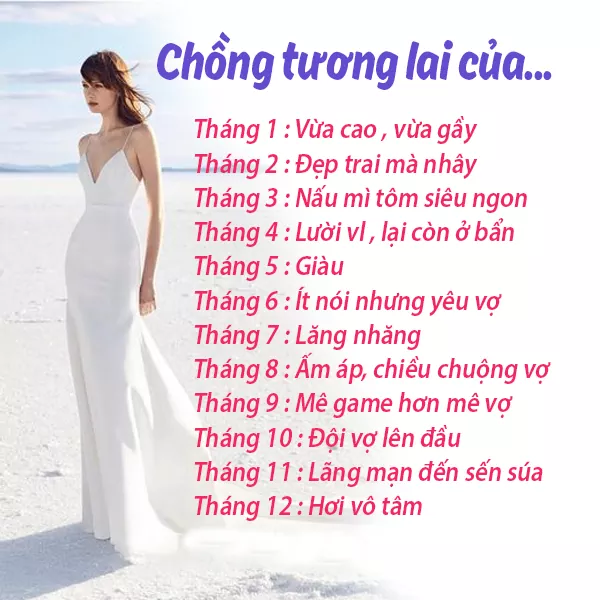 Chồng tương lai của...
Tháng 1 : Vừa cao , vừa gầy
Tháng 2 : Đẹp trai mà nhây
Tháng 3 : Nấu mì tôm siêu ngon
Tháng 4 : Lười vl , lại còn ở bẩn
Tháng 5 : Giàu
Tháng 6 : Ít nói nhưng yêu vợ
Tháng 7 : Lăng nhăng
Tháng 8 : Ấm áp, chiều chuộng vợ
Tháng 9 : Mê game hơn mê vợ
Tháng 10 : Đội vợ lên đầu
Tháng 11 : Lãng mạn đến sến súa
Tháng 12 : Hơi vô tâm